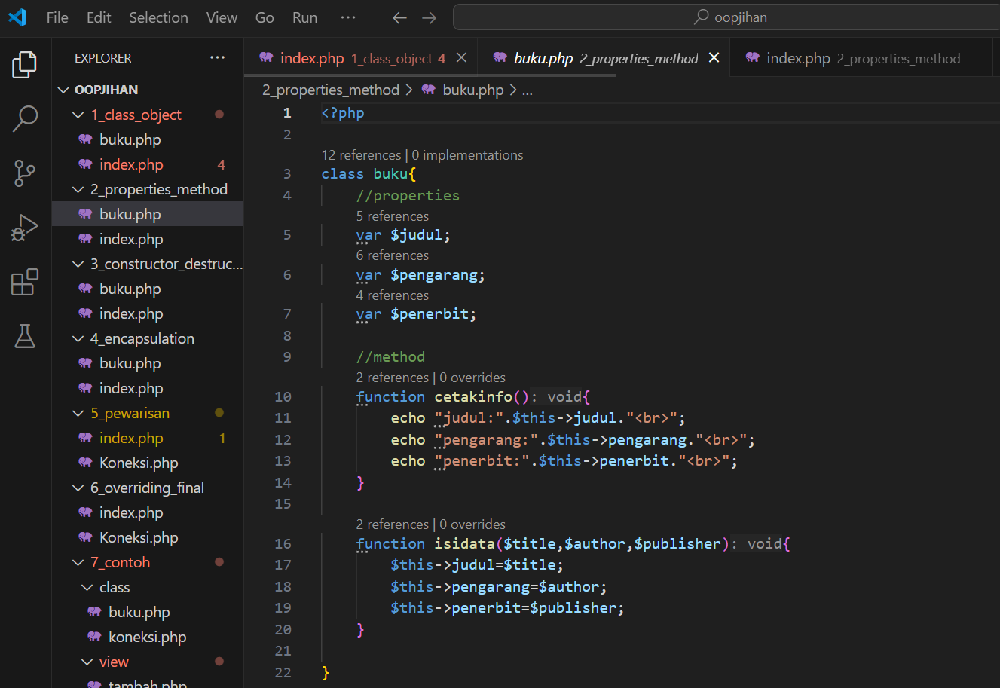 File Edit Selection View Go Run ··· oopjihan
EXPLORER ···
OOPJIHAN
1_class_object
buku.php
index.php 4
2_properties_method
buku.php
index.php
3_constructor_destruc...
buku.php
index.php
4_encapsulation
buku.php
index.php
5_pewarisan
index.php 1
Koneksi.php
6_overriding_final
index.php
Koneksi.php
7_contoh
class
buku.php
koneksi.php
view
tambah.php
index.php 1_class_object 4 buku.php 2_properties_method index.php 2_properties_method
2_properties_method > buku.php > ...
1 <?php
2
12 references | 0 implementations
3 class buku{
4 //properties
5 references
5 var $judul;
6 references
6 var $pengarang;
4 references
7 var $penerbit;
8
9 //method
2 references | 0 overrides
10 function cetakinfo(): void{
11 echo "judul:".$this->judul."<br>";
12 echo "pengarang:".$this->pengarang."<br>";
13 echo "penerbit:".$this->penerbit."<br>";
14 }
15
2 references | 0 overrides
16 function isidata($title,$author,$publisher): void{
17 $this->judul=$title;
18 $this->pengarang=$author;
19 $this->penerbit=$publisher;
20 }
21
22 }